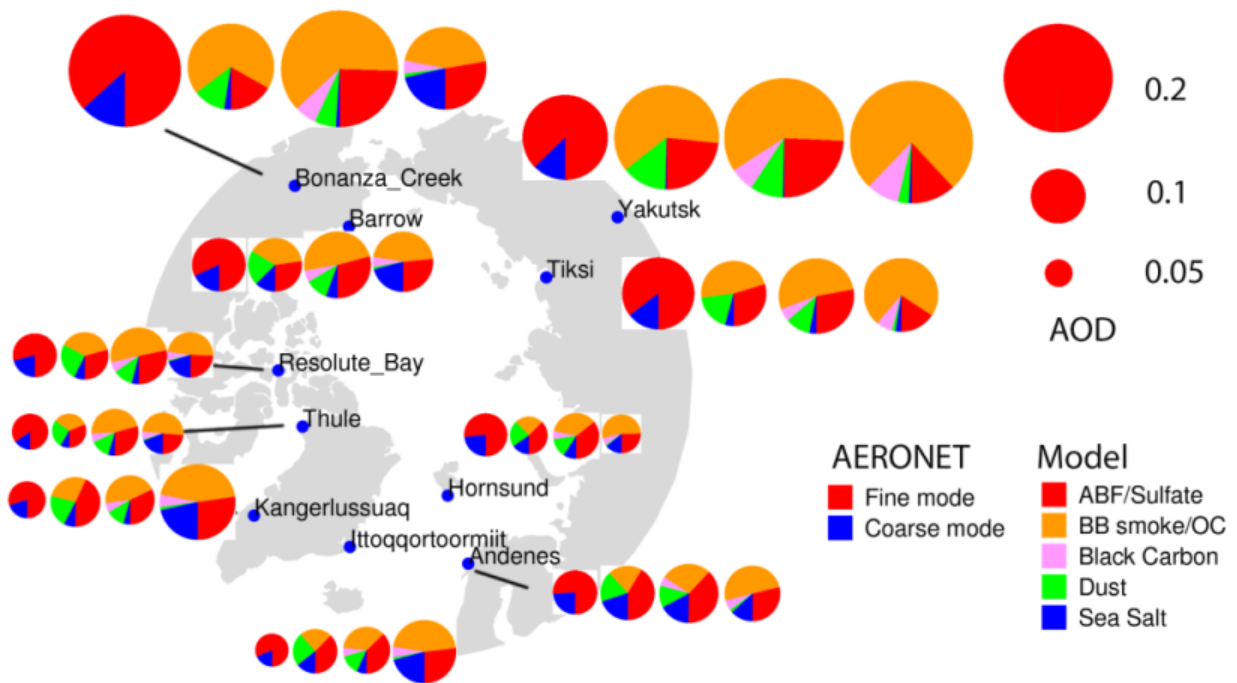 0.2
Bonanza_Creek
Yakutsk
0.1
Barrow
Tiksi
0.05
AOD
Resolute_Bay
Thule
AERONET
Model
Hornsund
Fine mode
ABF/Sulfate
Kangerlussuaq
Coarse mode
BB smoke/OC
Ittoqqortoormiit
Andenes
Black Carbon
Dust
Sea Salt